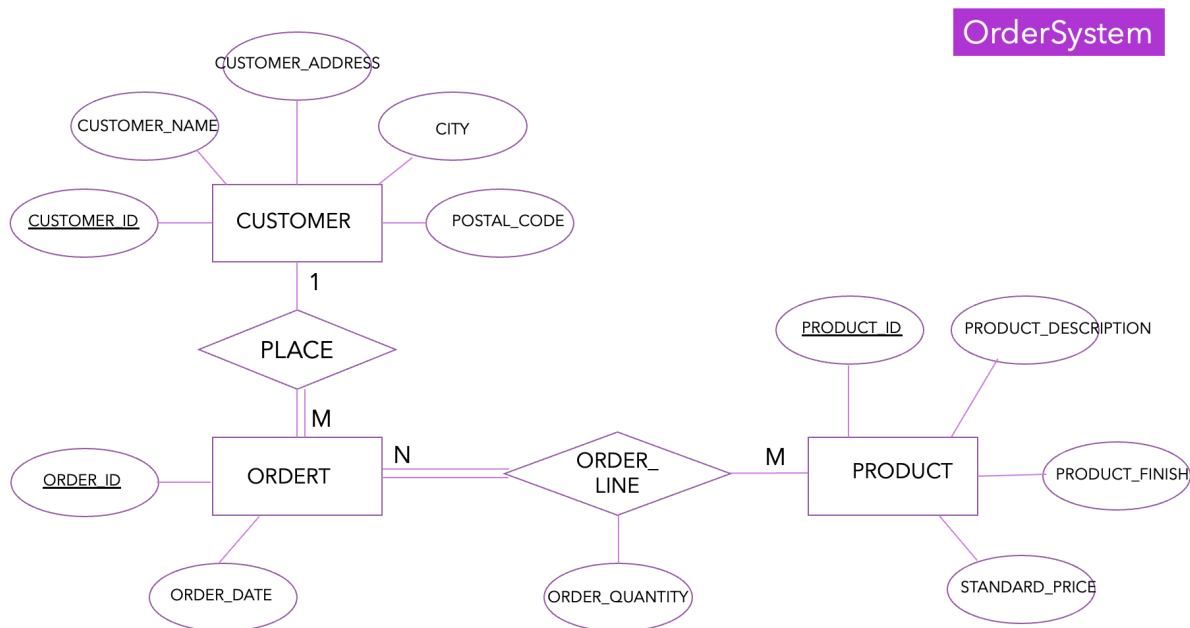 OrderSystem
CUSTOMER_ADDRESS
CUSTOMER_NAME
CITY
CUSTOMER_ID
CUSTOMER
POSTAL_CODE
1
PLACE
M
PRODUCT_ID
PRODUCT_DESCRIPTION
ORDER_ID
ORDERT
N
ORDER_
LINE
M
PRODUCT
PRODUCT_FINISH
ORDER_DATE
ORDER_QUANTITY
STANDARD_PRICE